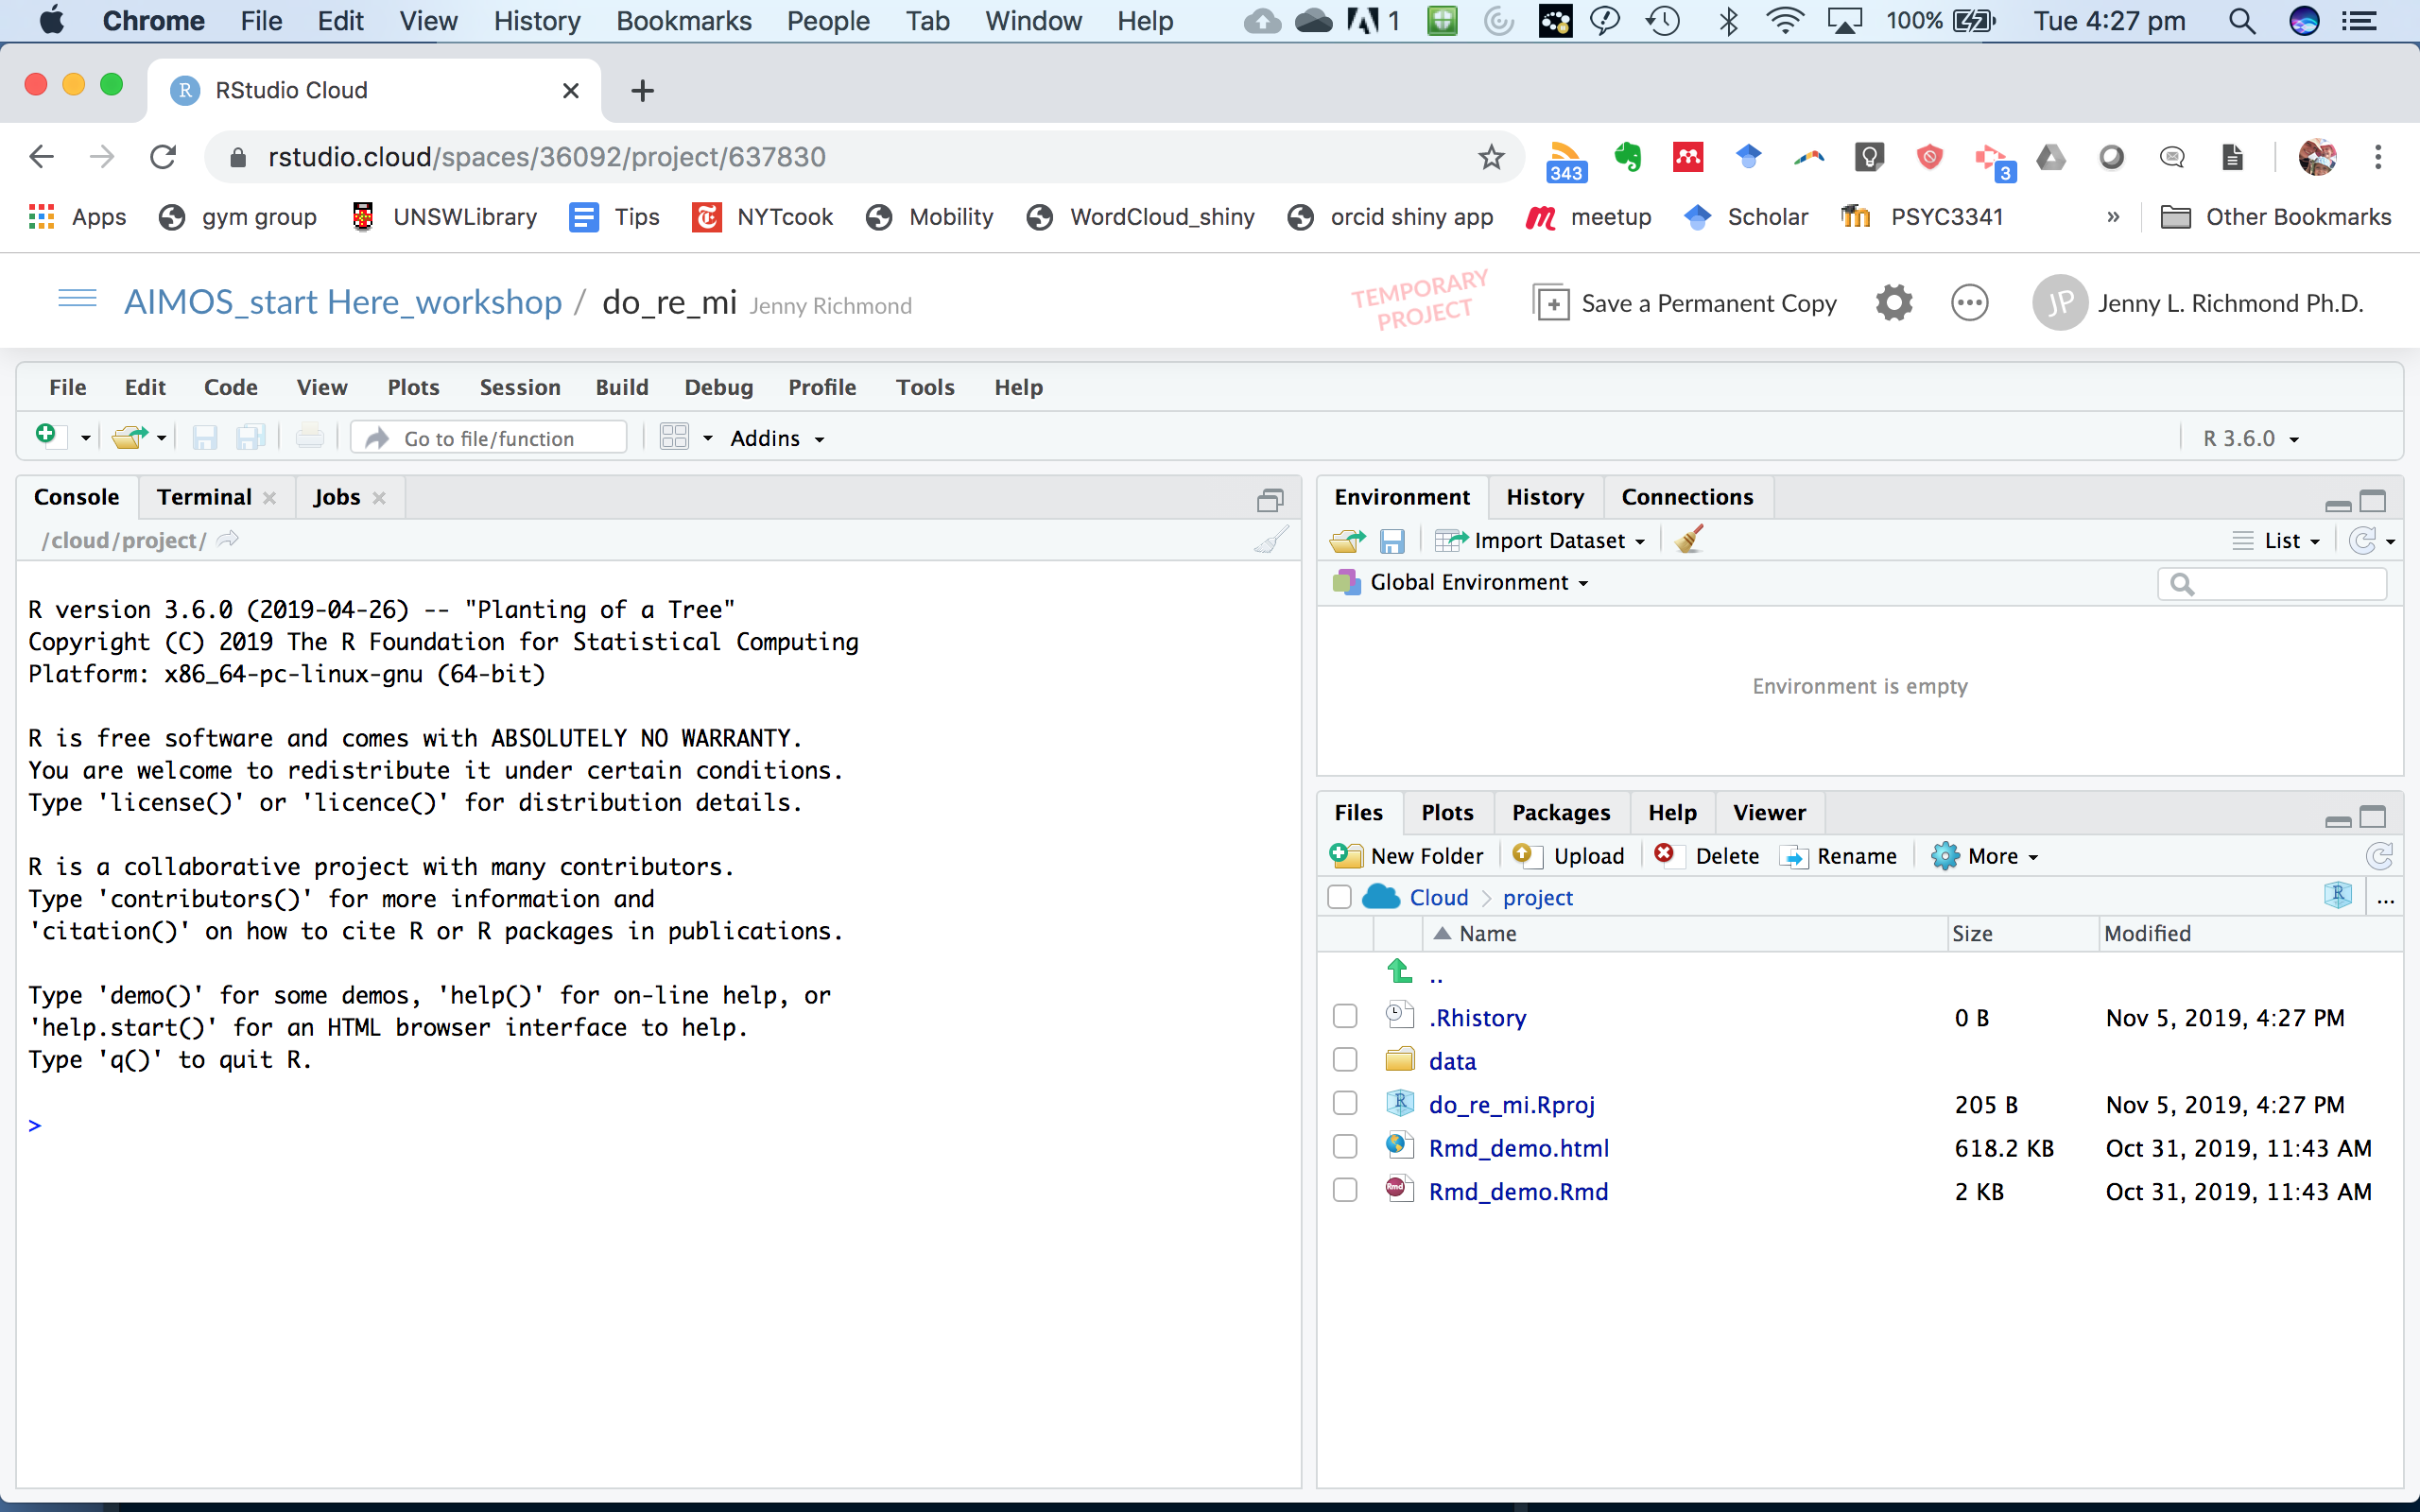 Chrome File Edit View History Bookmarks People Tab Window Help 1 100% Tue 4:27 pm
RStudio Cloud
rstudio.cloud/spaces/36092/project/637830 343 3
Apps gym group UNSWLibrary Tips NYTcook Mobility WordCloud_shiny orcid shiny app meetup Scholar PSYC3341 » Other Bookmarks
AIMOS_start Here_workshop / do_re_mi Jenny Richmond TEMPORARY PROJECT Save a Permanent Copy JP Jenny L. Richmond Ph.D.
File Edit Code View Plots Session Build Debug Profile Tools Help
Go to file/function Addins R 3.6.0
Console Terminal Jobs
/cloud/project/
R version 3.6.0 (2019-04-26) -- "Planting of a Tree"
Copyright (C) 2019 The R Foundation for Statistical Computing
Platform: x86_64-pc-linux-gnu (64-bit)
R is free software and comes with ABSOLUTELY NO WARRANTY.
You are welcome to redistribute it under certain conditions.
Type 'license()' or 'licence()' for distribution details.
R is a collaborative project with many contributors.
Type 'contributors()' for more information and
'citation()' on how to cite R or R packages in publications.
Type 'demo()' for some demos, 'help()' for on-line help, or
'help.start()' for an HTML browser interface to help.
Type 'q()' to quit R.
>
Environment History Connections
Import Dataset List
Global Environment
Environment is empty
Files Plots Packages Help Viewer
New Folder Upload Delete Rename More
Cloud project ...
Name Size Modified
..
.Rhistory 0 B Nov 5, 2019, 4:27 PM
data
do_re_mi.Rproj 205 B Nov 5, 2019, 4:27 PM
Rmd_demo.html 618.2 KB Oct 31, 2019, 11:43 AM
Rmd_demo.Rmd 2 KB Oct 31, 2019, 11:43 AM